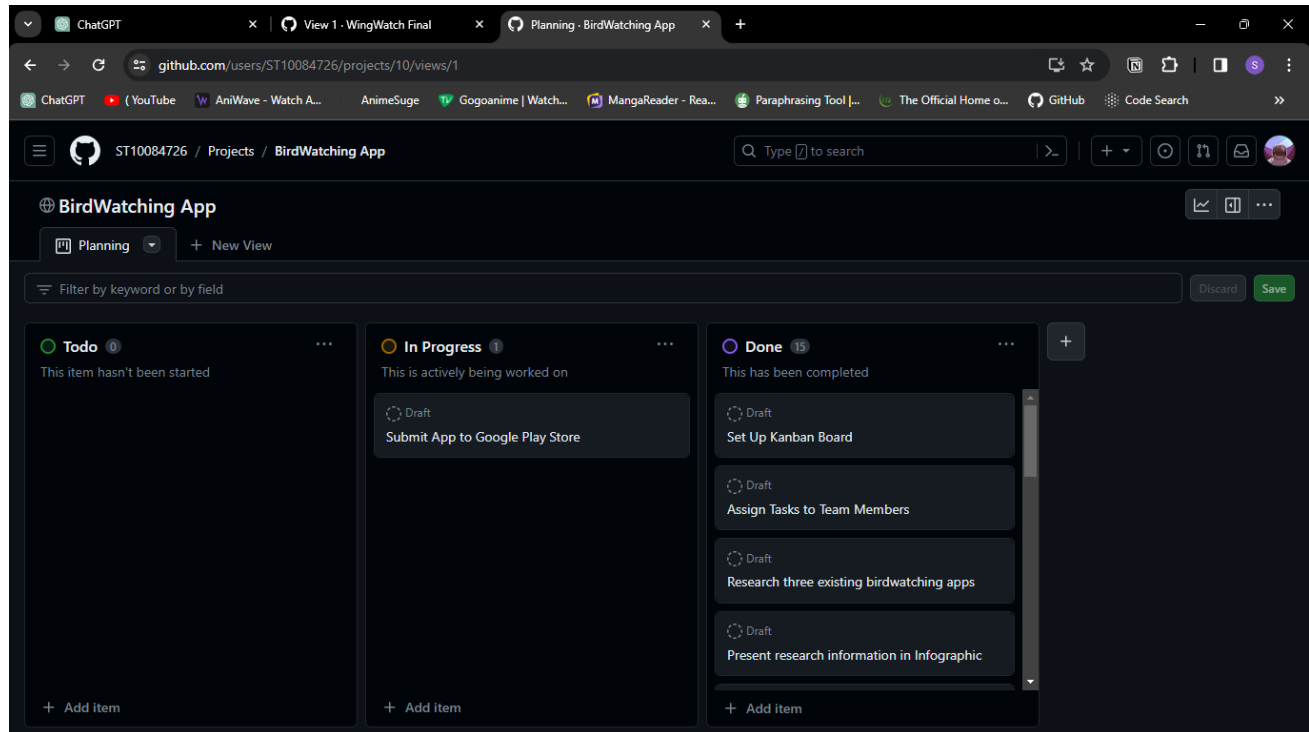 ChatGPT
View 1 · WingWatch Final
Planning · BirdWatching App
github.com/users/ST10084726/projects/10/views/1
S
ChatGPT
( YouTube
AniWave - Watch A...
AnimeSuge
Gogoanime | Watch...
MangaReader - Rea...
Paraphrasing Tool |...
The Official Home o...
GitHub
Code Search
ST10084726 / Projects / BirdWatching App
Type / to search
BirdWatching App
Planning
New View
Filter by keyword or by field
Discard
Save
Todo 0
This item hasn't been started
Add item
In Progress 1
This is actively being worked on
Draft
Submit App to Google Play Store
Add item
Done 15
This has been completed
Draft
Set Up Kanban Board
Draft
Assign Tasks to Team Members
Draft
Research three existing birdwatching apps
Draft
Present research information in Infographic
Add item